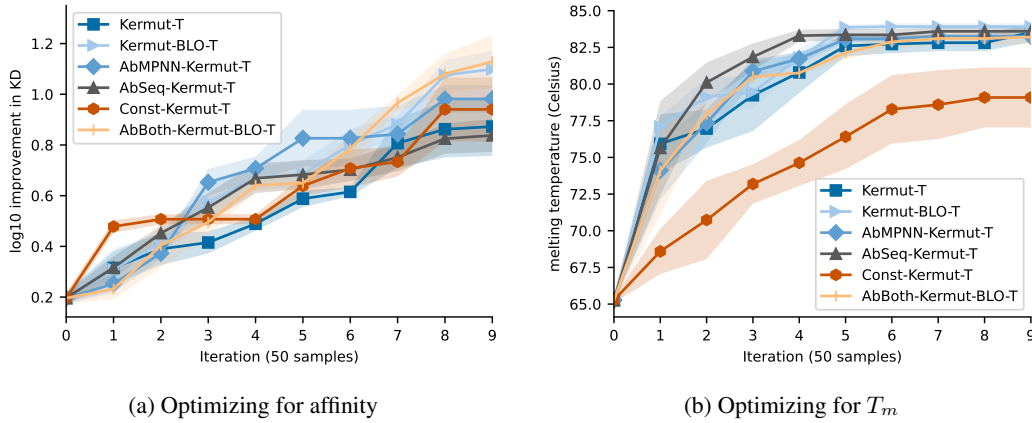 log10 improvement in KD
1.2
1.0
0.8
0.6
0.4
0.2
Kermut-T
Kermut-BLO-T
AbMPNN-Kermut-T
AbSeq-Kermut-T
Const-Kermut-T
AbBoth-Kermut-BLO-T
0 1 2 3 4 5 6 7 8 9
Iteration (50 samples)
(a) Optimizing for affinity
melting temperature (Celsius)
85.0
82.5
80.0
77.5
75.0
72.5
70.0
67.5
65.0
Kermut-T
Kermut-BLO-T
AbMPNN-Kermut-T
AbSeq-Kermut-T
Const-Kermut-T
AbBoth-Kermut-BLO-T
0 1 2 3 4 5 6 7 8 9
Iteration (50 samples)
(b) Optimizing for T_m